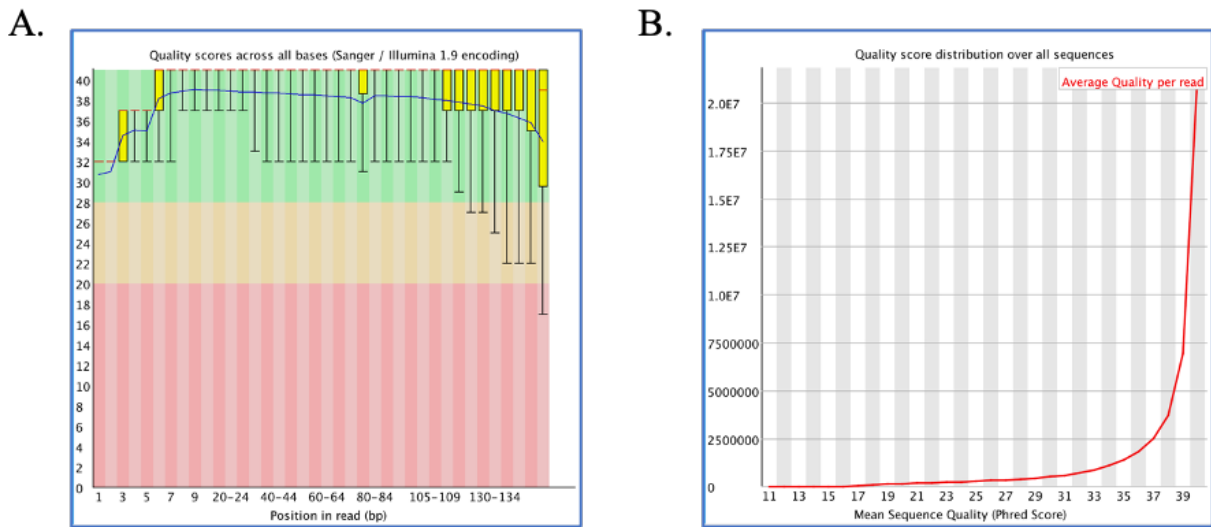 A.
Quality scores across all bases (Sanger / Illumina 1.9 encoding)
40
38
36
34
32
30
28
26
24
22
20
18
16
14
12
10
8
6
4
2
0
1 3 5 7 9 20-24 40-44 60-64 80-84 105-109 130-134
Position in read (bp)
B.
Quality score distribution over all sequences
Average Quality per read
2.0E7
1.75E7
1.5E7
1.25E7
1.0E7
7500000
5000000
2500000
0
11 13 15 17 19 21 23 25 27 29 31 33 35 37 39
Mean Sequence Quality (Phred Score)